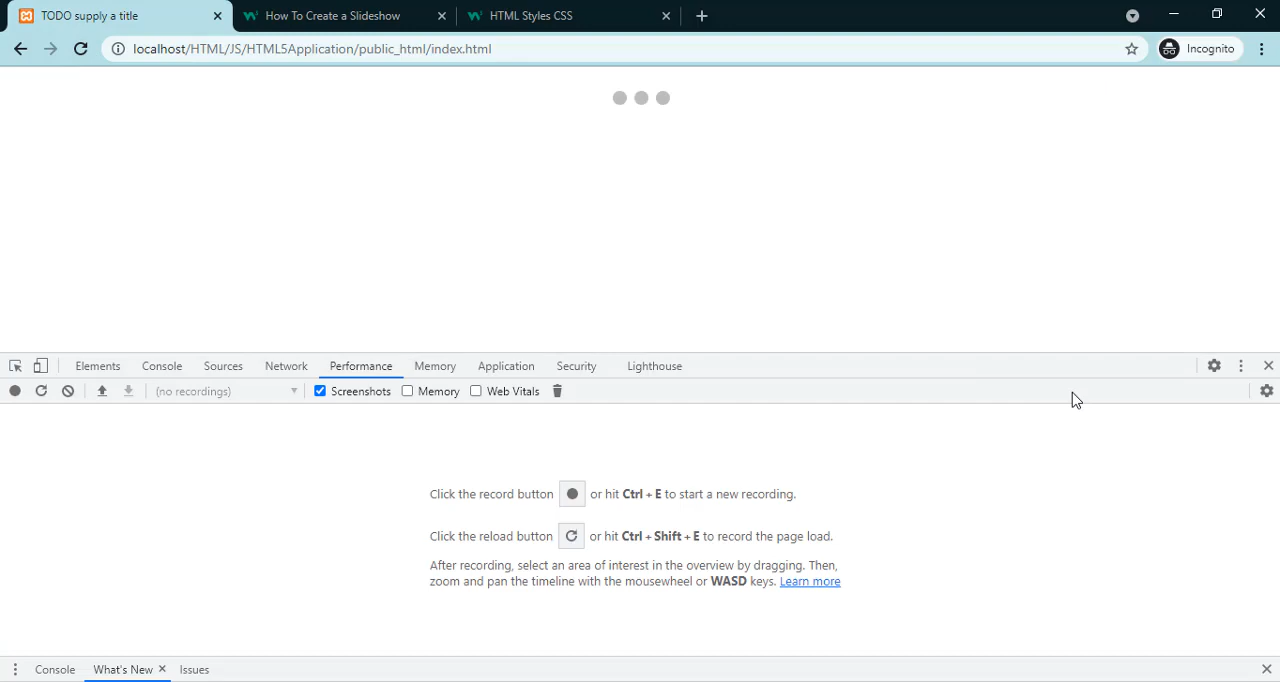 TODO supply a title
How To Create a Slideshow
HTML Styles CSS
localhost/HTML/JS/HTML5Application/public_html/index.html
Incognito
Elements Console Sources Network Performance Memory Application Security Lighthouse
(no recordings) Screenshots Memory Web Vitals
Click the record button or hit Ctrl + E to start a new recording.
Click the reload button or hit Ctrl + Shift + E to record the page load.
After recording, select an area of interest in the overview by dragging. Then,
zoom and pan the timeline with the mousewheel or WASD keys. Learn more
Console What's New Issues